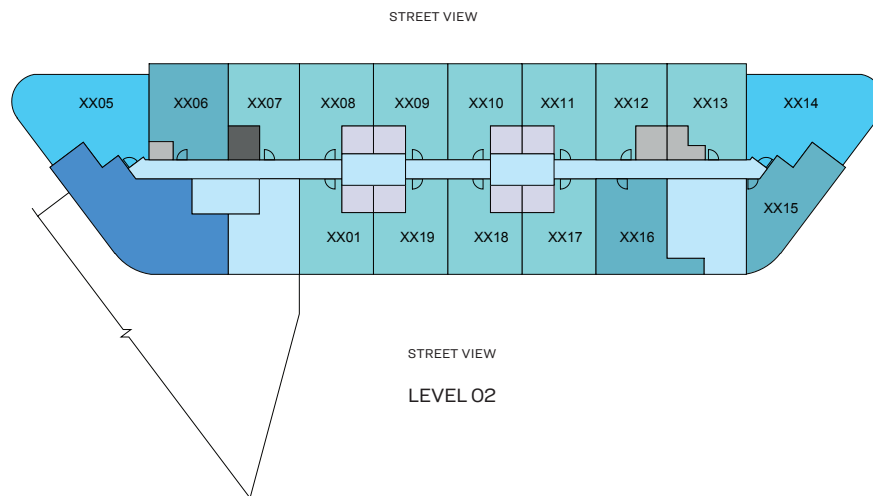 STREET VIEW
XX05
XX06
XX07
XX08
XX09
XX10
XX11
XX12
XX13
XX14
XX15
XX01
XX19
XX18
XX17
XX16
STREET VIEW
LEVEL 02